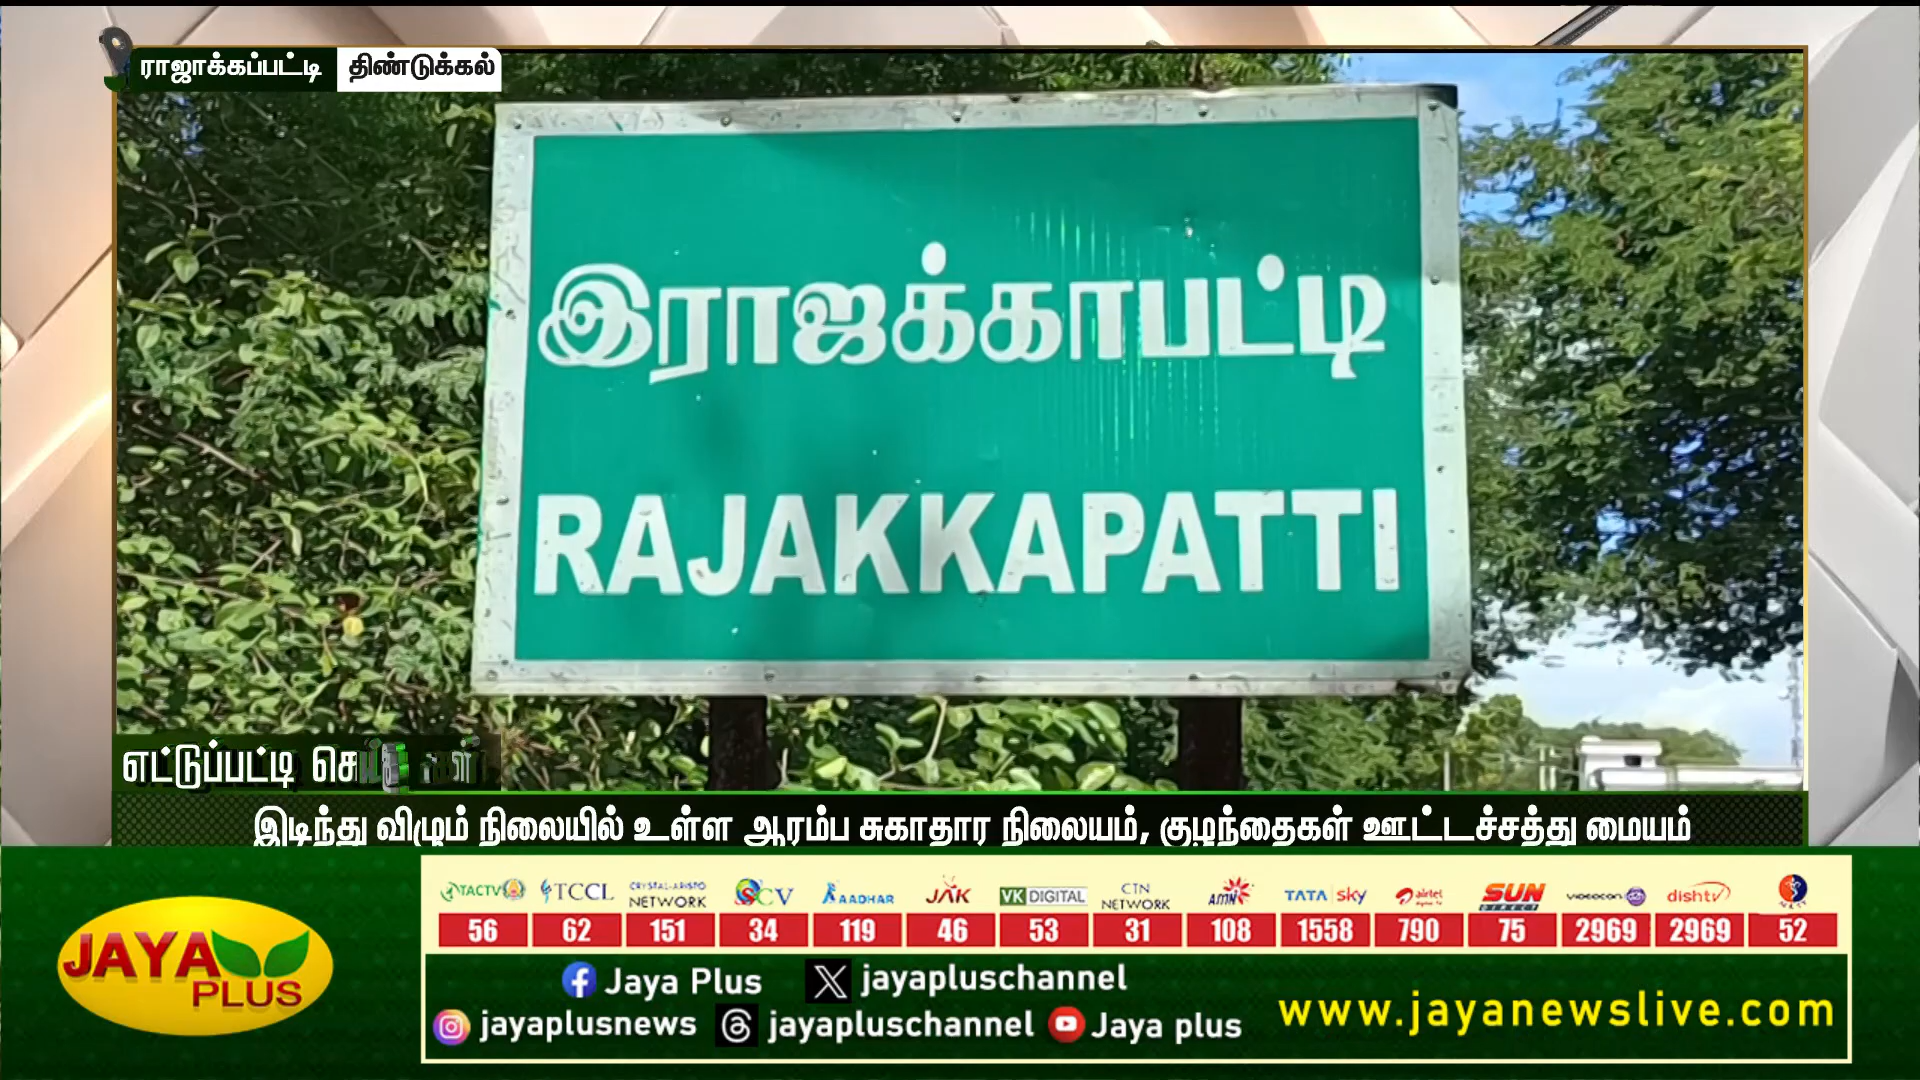 ராஜாக்கப்பட்டி திண்டுக்கல்
இராஜக்காபட்டி
RAJAKKAPATTI
எட்டுப்பட்டி
இடிந்து விழும் நிலையில் உள்ள ஆரம்ப சுகாதார நிலையம், குழந்தைகள் ஊட்டச்சத்து மையம்
TACTV TCCL CRYSTAL-ARISTO NETWORK SCV AADHAR JAK VK DIGITAL CTN NETWORK AMN TATA sky airtel SUN DIRECT VIDEOCON dishtv
56 62 151 34 119 46 53 31 108 1558 790 75 2969 2969 52
JAYA PLUS
Jaya Plus jayapluschannel
jayaplusnews jayapluschannel Jaya plus
www.jayanewslive.com